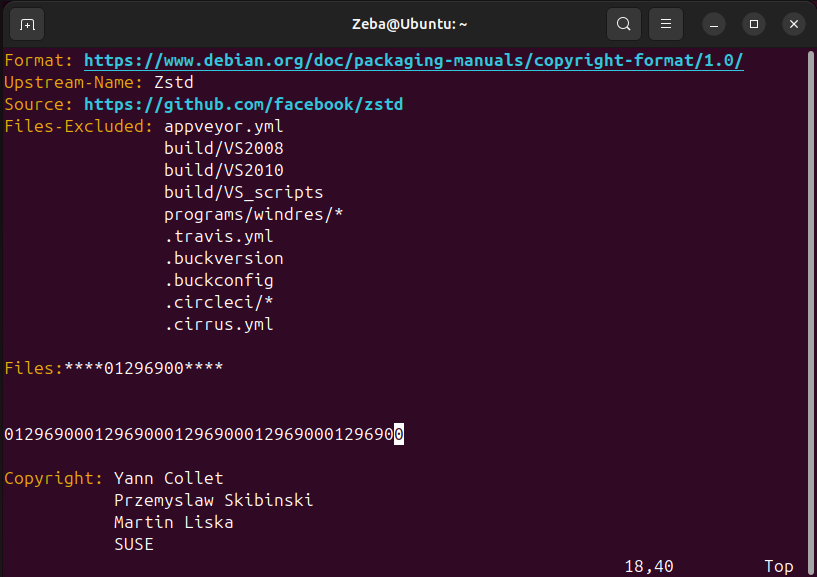 Zeba@Ubuntu: ~
Format: https://www.debian.org/doc/packaging-manuals/copyright-format/1.0/
Upstream-Name: Zstd
Source: https://github.com/facebook/zstd
Files-Excluded: appveyor.yml
build/VS2008
build/VS2010
build/VS_scripts
programs/windres/*
.travis.yml
.buckversion
.buckconfig
.circleci/*
.cirrus.yml
Files:****01296900****
0129690001296900012969000129690001296900
Copyright: Yann Collet
Przemyslaw Skibinski
Martin Liska
SUSE
18,40 Top